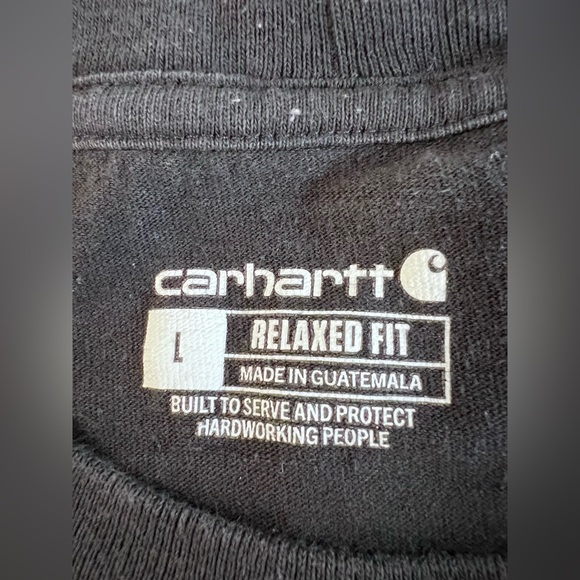 carhartt
L
RELAXED FIT
MADE IN GUATEMALA
BUILT TO SERVE AND PROTECT
HARDWORKING PEOPLE